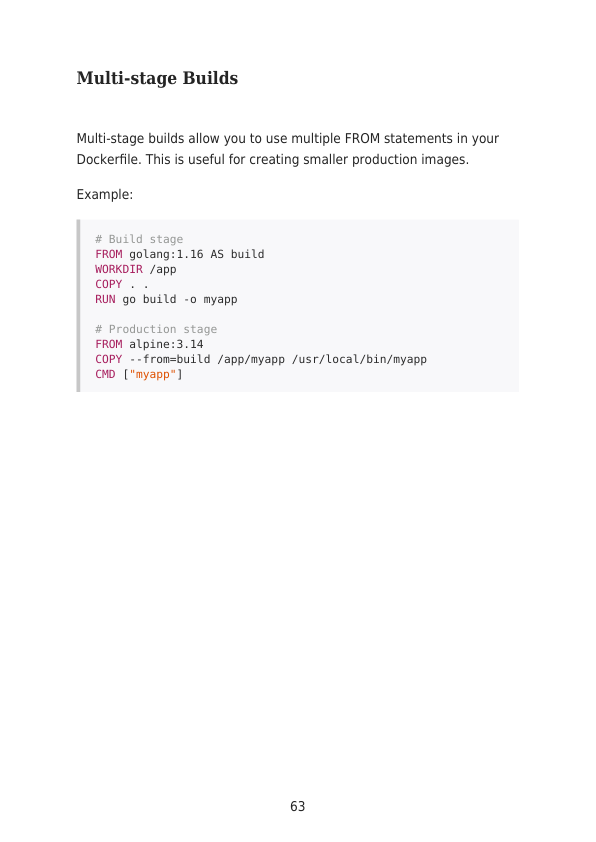 Multi-stage Builds
Multi-stage builds allow you to use multiple FROM statements in your
Dockerfile. This is useful for creating smaller production images.
Example:
# Build stage
FROM golang:1.16 AS build
WORKDIR /app
COPY . .
RUN go build -o myapp
# Production stage
FROM alpine:3.14
COPY --from=build /app/myapp /usr/local/bin/myapp
CMD ["myapp"]
63